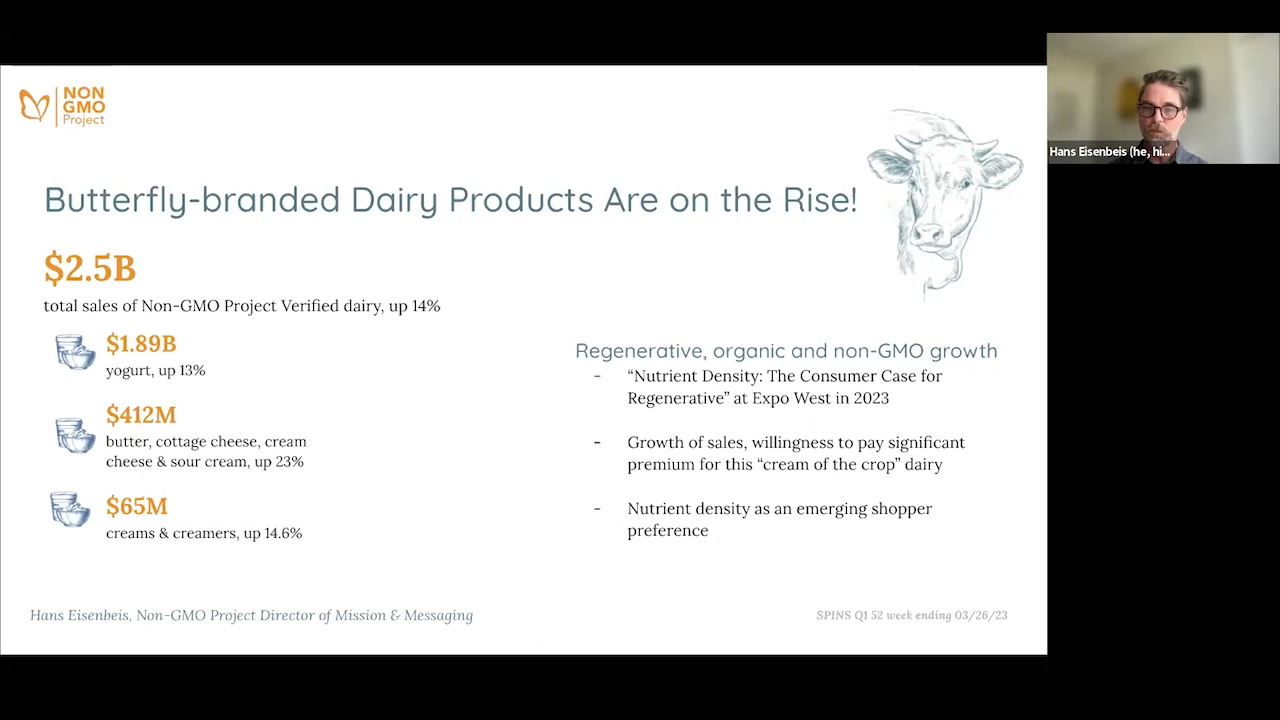 NON
GMO
Project
Butterfly-branded Dairy Products Are on the Rise!
$2.5B
total sales of Non-GMO Project Verified dairy, up 14%
$1.89B
yogurt, up 13%
$412M
butter, cottage cheese, cream
cheese & sour cream, up 23%
$65M
creams & creamers, up 14.6%
Regenerative, organic and non-GMO growth
- “Nutrient Density: The Consumer Case for
Regenerative” at Expo West in 2023
- Growth of sales, willingness to pay significant
premium for this “cream of the crop” dairy
- Nutrient density as an emerging shopper
preference
Hans Eisenbeis, Non-GMO Project Director of Mission & Messaging
SPINS Q1 52 week ending 03/26/23
Hans Eisenbeis (he, hi...